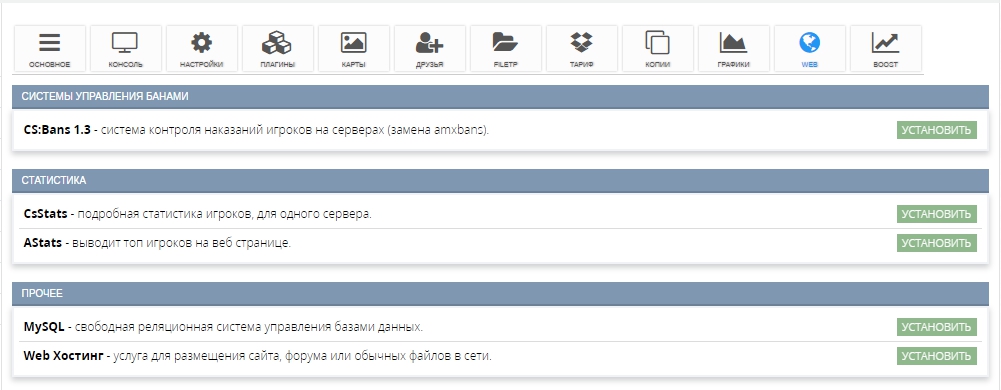 ОСНОВНОЕ КОНСОЛЬ НАСТРОЙКИ ПЛАГИНЫ КАРТЫ ДРУЗЬЯ FILETP ТАРИФ КОПИИ ГРАФИКИ WEB BOOST
СИСТЕМЫ УПРАВЛЕНИЯ БАНАМИ
CS:Bans 1.3 - система контроля наказаний игроков на серверах (замена amxbans). УСТАНОВИТЬ
СТАТИСТИКА
CsStats - подробная статистика игроков, для одного сервера. УСТАНОВИТЬ
AStats - выводит топ игроков на веб странице. УСТАНОВИТЬ
ПРОЧЕЕ
MySQL - свободная реляционная система управления базами данных. УСТАНОВИТЬ
Web Хостинг - услуга для размещения сайта, форума или обычных файлов в сети. УСТАНОВИТЬ